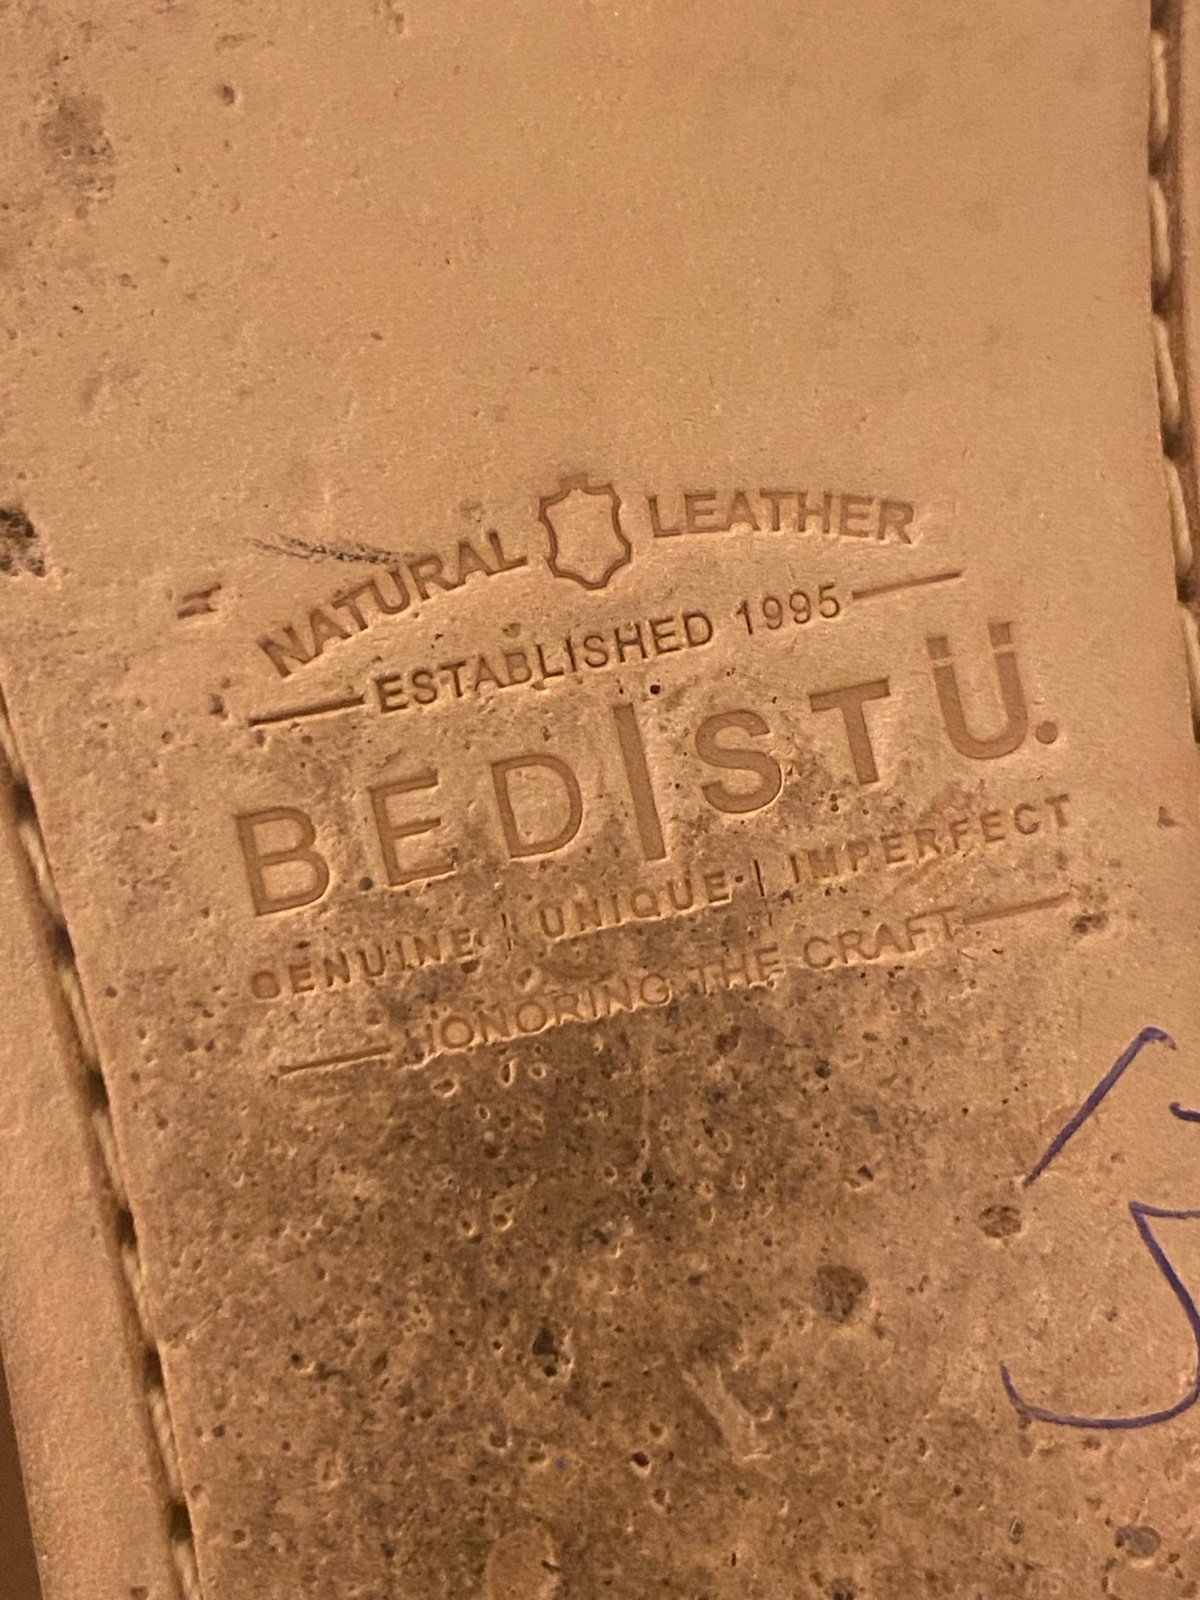 NATURAL LEATHER
ESTABLISHED 1995
BEDISTÜ.
GENUINE | UNIQUE | IMPERFECT
HONORING THE CRAFT